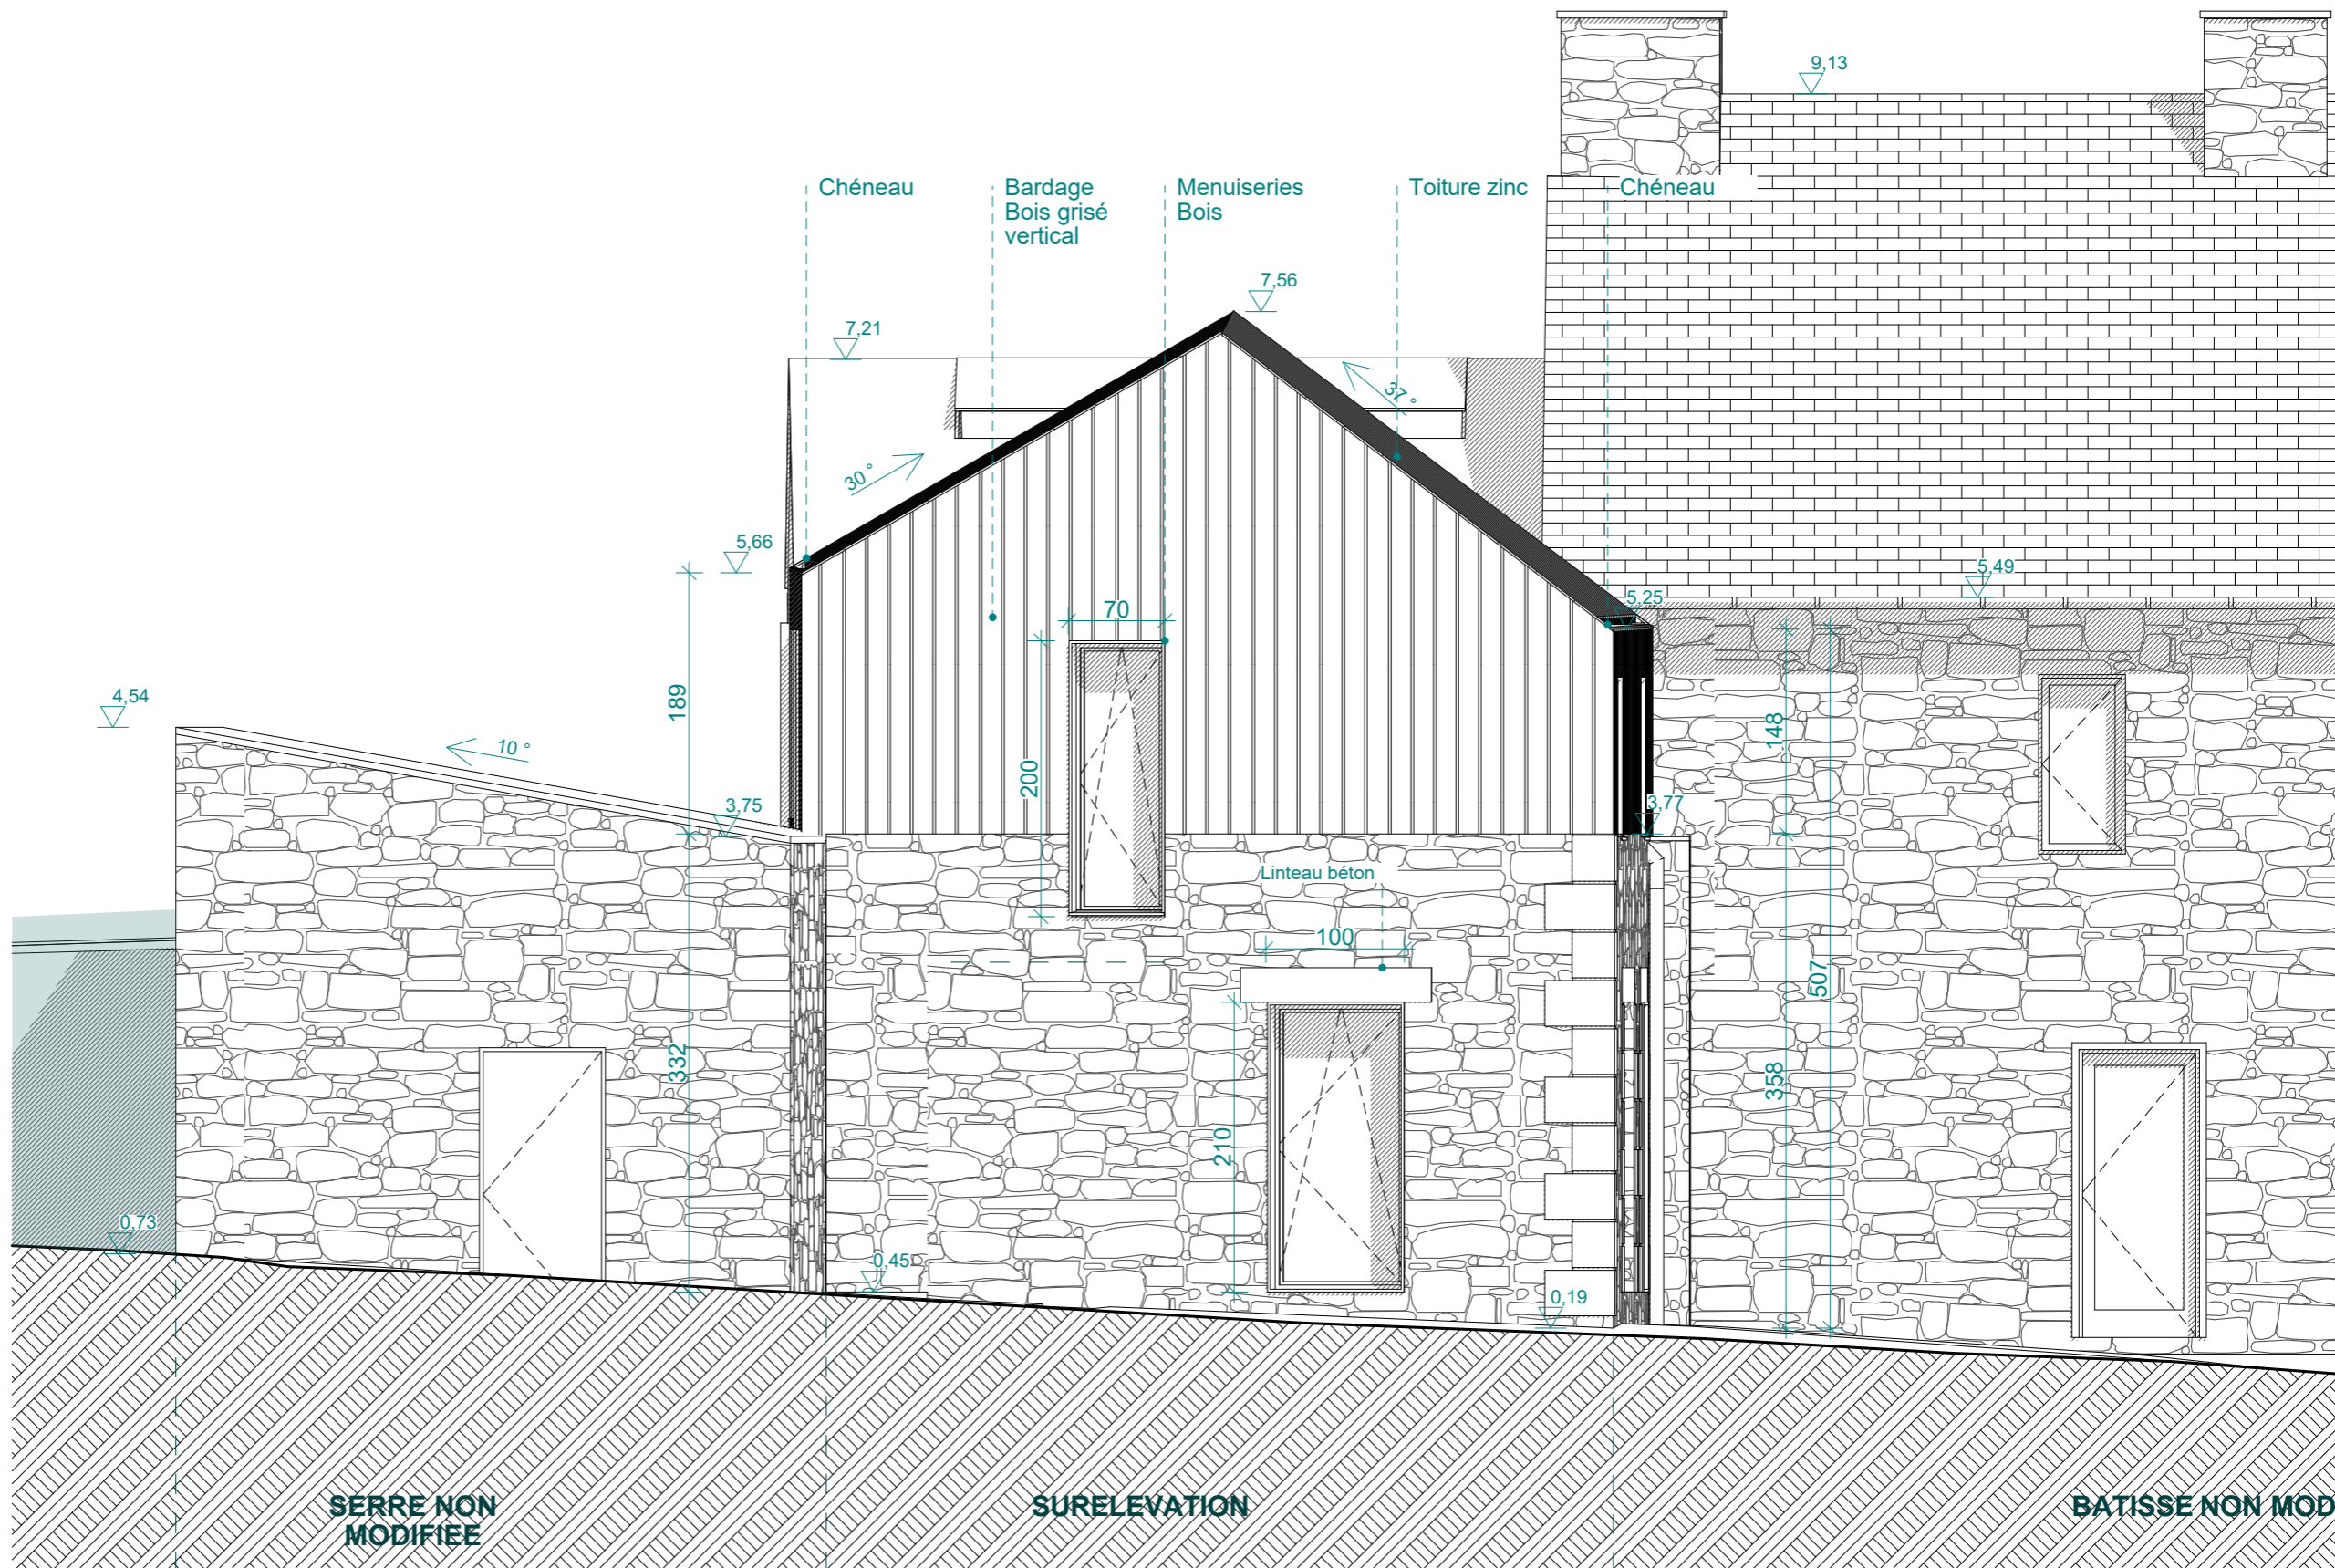 9,13
Chéneau
Bardage
Bois grisé
vertical
Menuiseries
Bois
Toiture zinc
Chéneau
7,56
7,21
37 °
30 °
5,66
5,49
5,25
70
189
4,54
148
10 °
200
3,75
3,77
Linteau béton
100
507
332
358
210
0,73
0,45
0,19
SERRE NON
MODIFIEE
SURELEVATION
BATISSE NON MOD